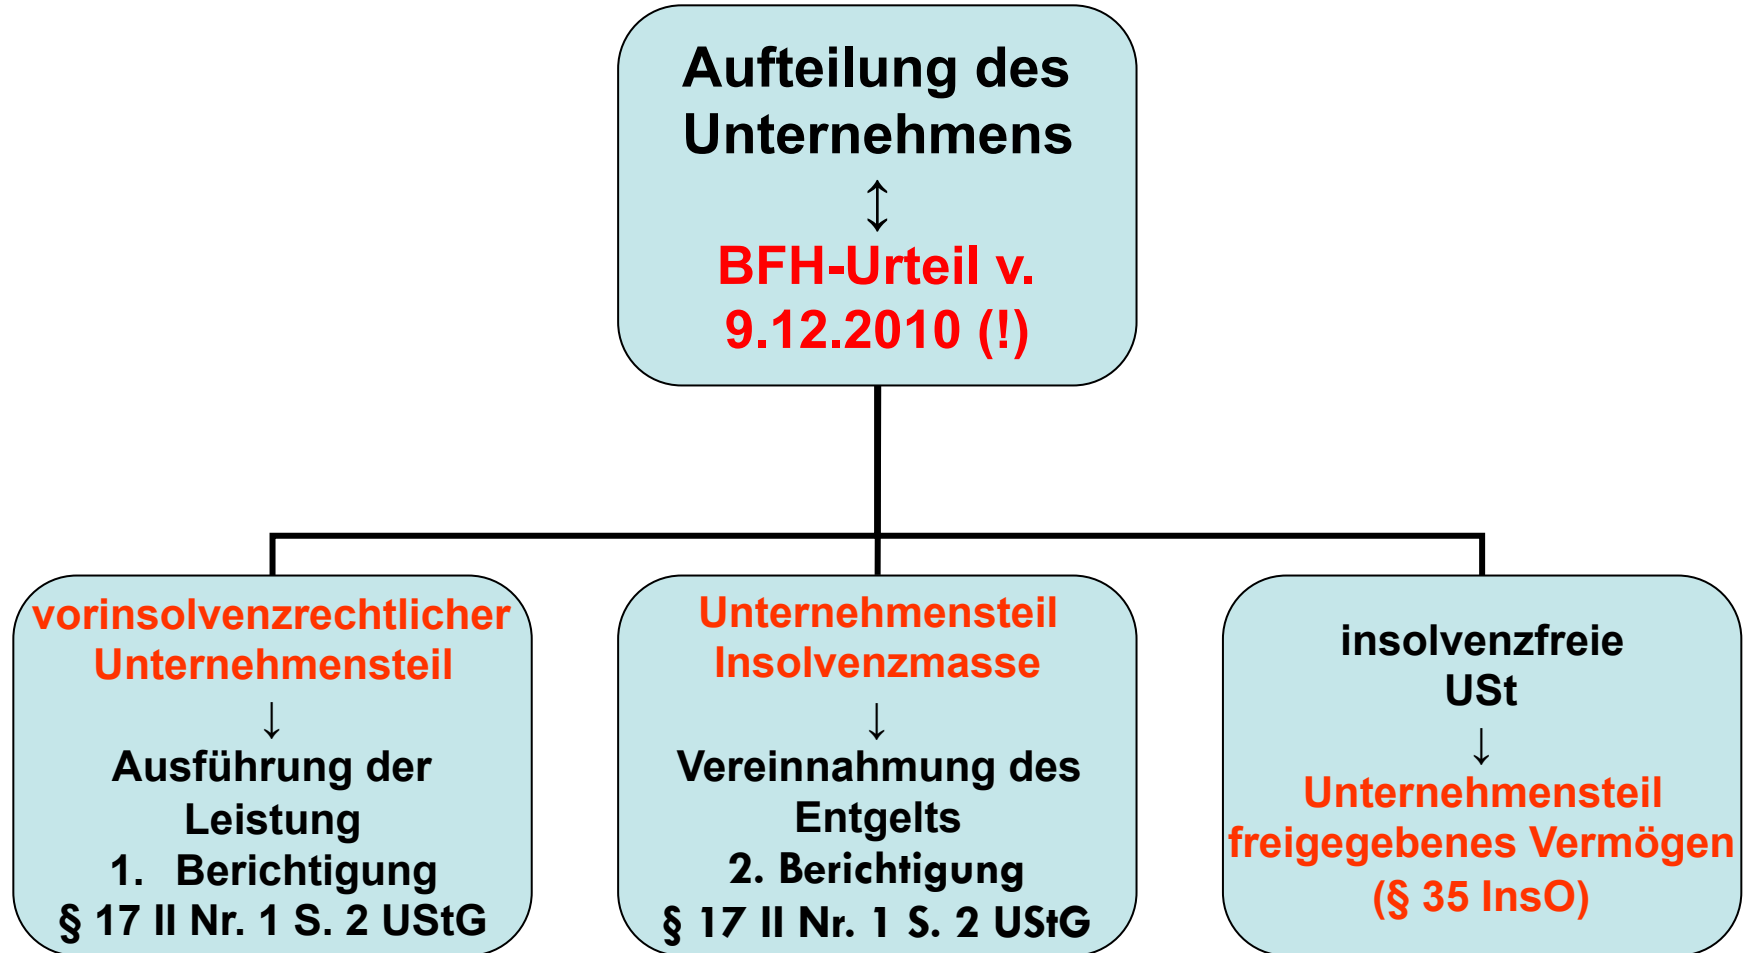 Aufteilung des
Unternehmens
↕
BFH-Urteil v.
9.12.2010 (!)
vorinsolvenzrechtlicher
Unternehmensteil
↓
Ausführung der
Leistung
1. Berichtigung
§ 17 II Nr. 1 S. 2 UStG
Unternehmensteil
Insolvenzmasse
↓
Vereinnahmung des
Entgelts
2. Berichtigung
§ 17 II Nr. 1 S. 2 UStG
insolvenzfreie
USt
↓
Unternehmensteil
freigegebenes Vermögen
(§ 35 InsO)